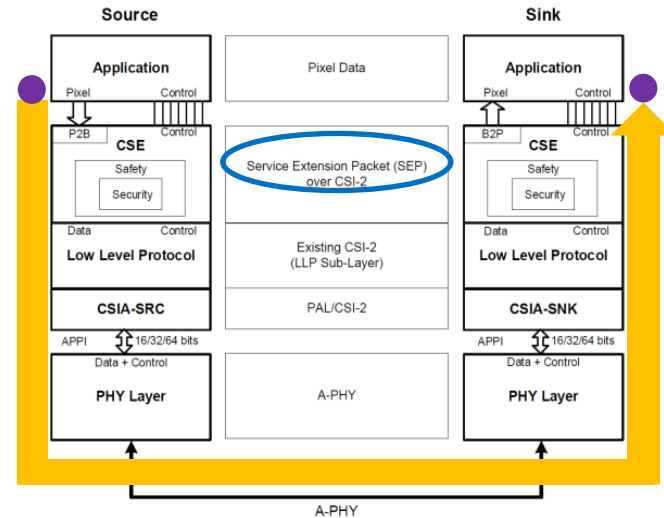 Source
Sink
Application
Pixel
Control
Pixel Data
Application
Pixel
Control
P2B
Control
CSE
Safety
Security
Service Extension Packet (SEP)
over CSI-2
B2P
Control
CSE
Safety
Security
Data
Control
Low Level Protocol
Existing CSI-2
(LLP Sub-Layer)
Data
Control
Low Level Protocol
CSIA-SRC
PAL/CSI-2
CSIA-SNK
APPI
16/32/64 bits
APPI
16/32/64 bits
Data + Control
PHY Layer
A-PHY
Data + Control
PHY Layer
A-PHY